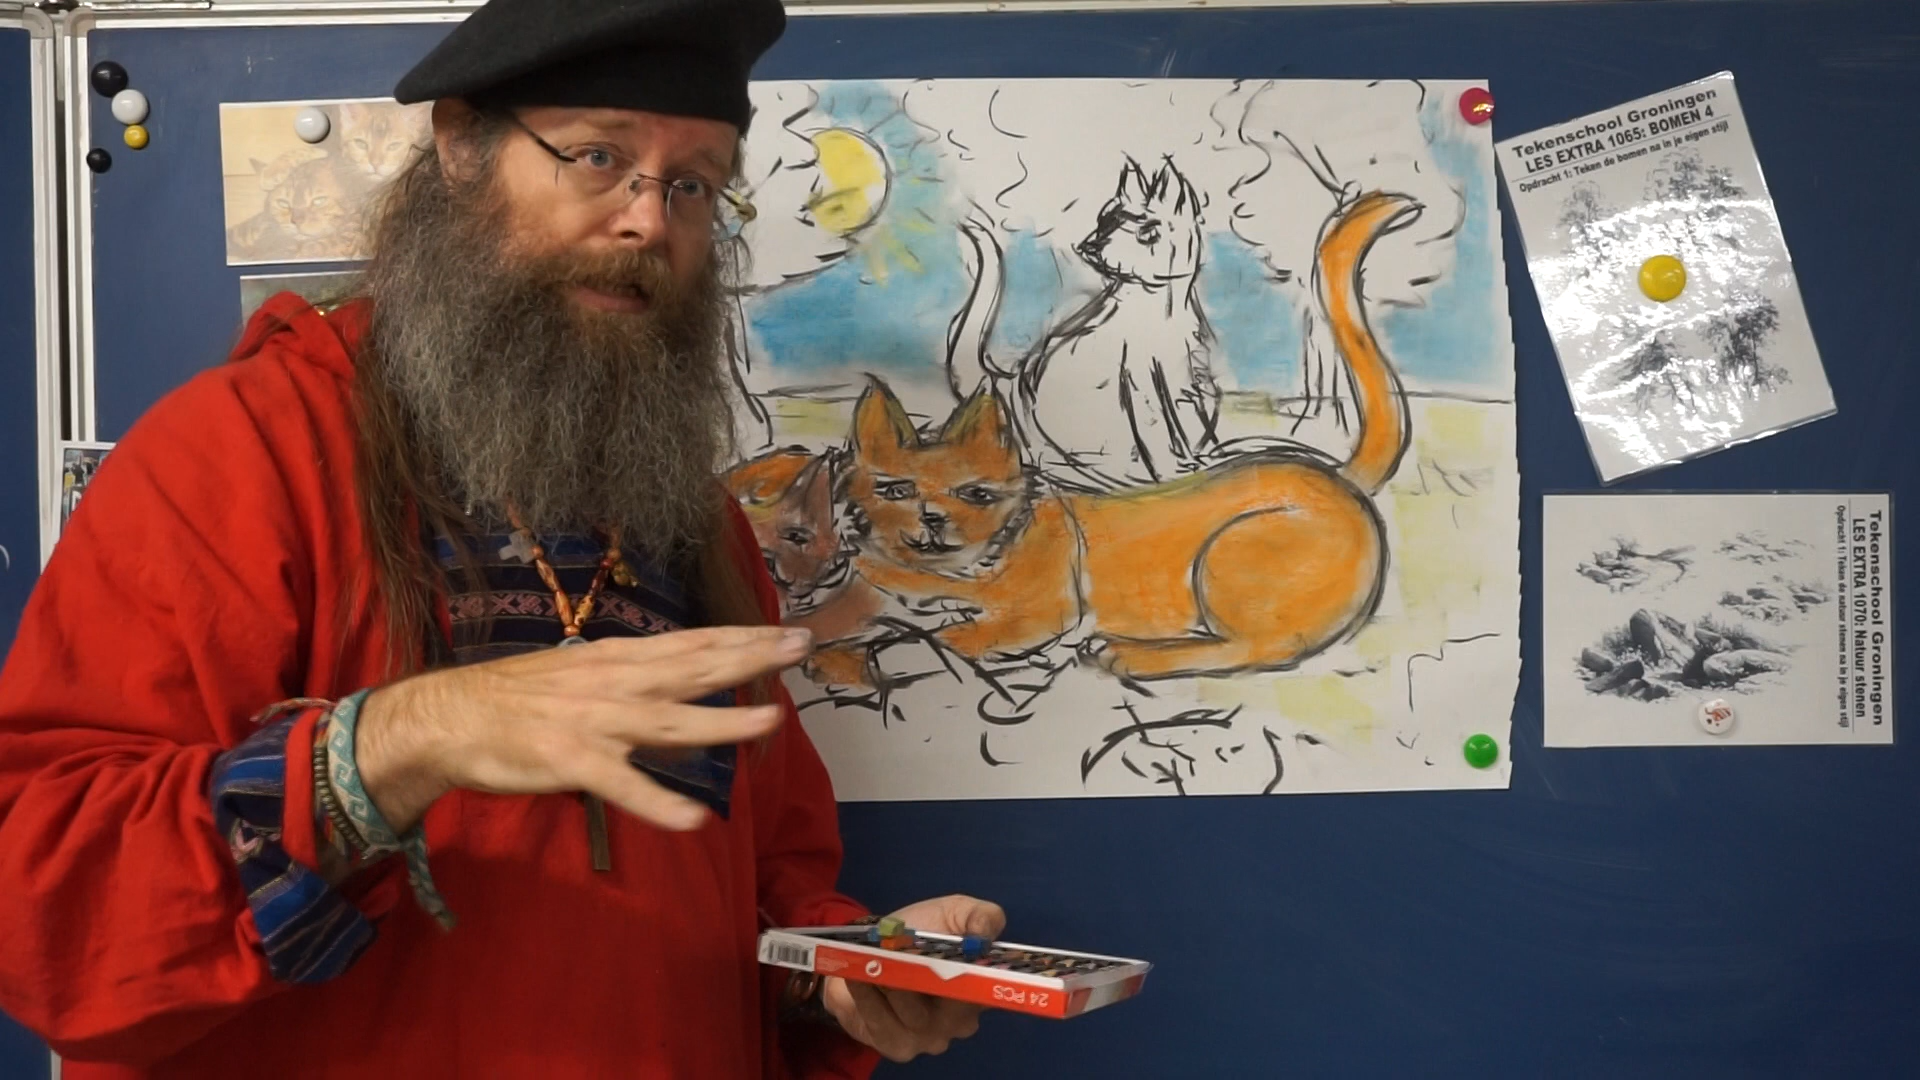 Tekenschool Groningen
LES EXTRA 1065: BOMEN 4
Opdracht 1: Teken de bomen na in je eigen stijl
Tekenschool Groningen
LES EXTRA 1070: Natuur stenen
Opdracht 1: Teken de natuur stenen na in je eigen stijl
24 PCS